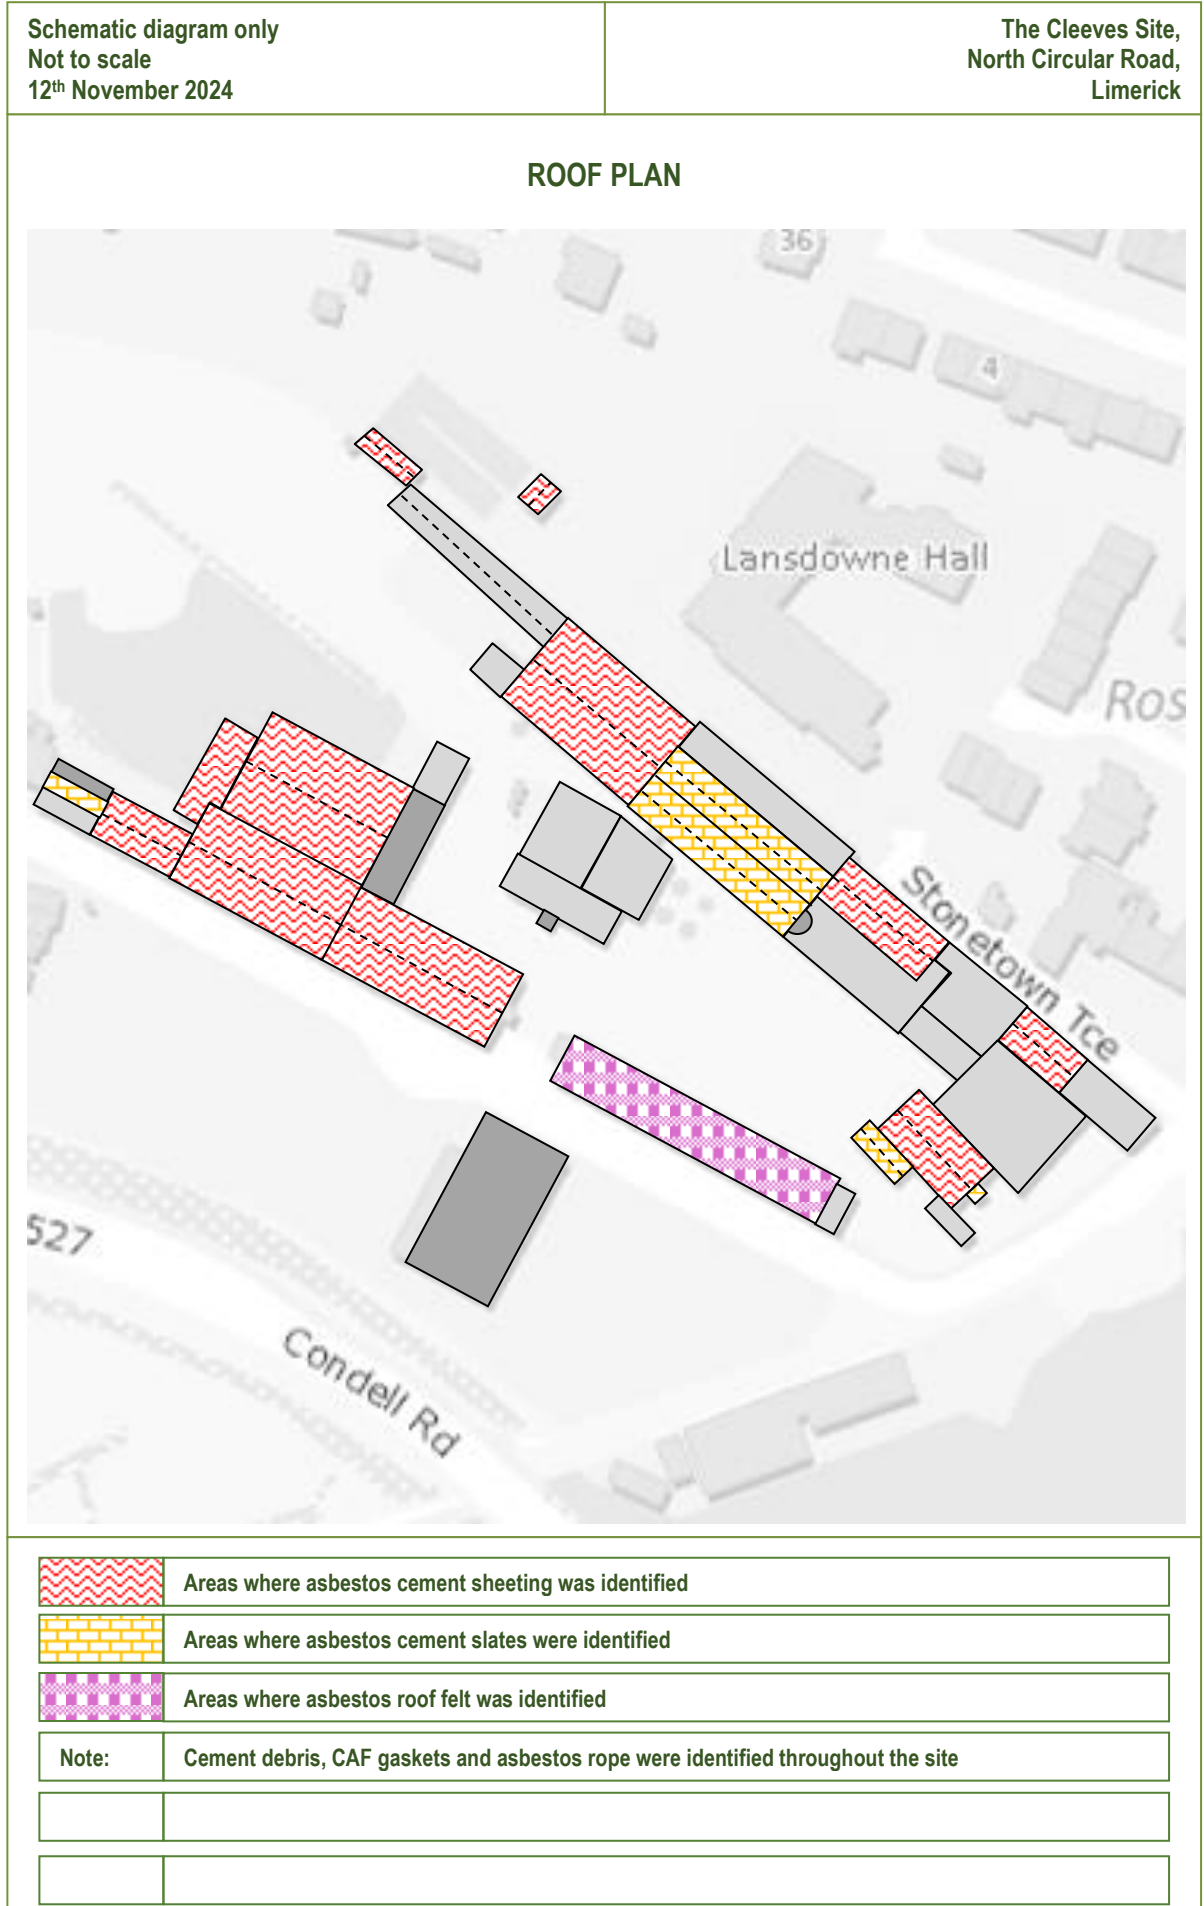 Schematic diagram only
Not to scale
12th November 2024
The Cleeves Site,
North Circular Road,
Limerick
ROOF PLAN
36
4
Lansdowne Hall
Ros
Stonetown Tce
527
Condell Rd
Areas where asbestos cement sheeting was identified
Areas where asbestos cement slates were identified
Areas where asbestos roof felt was identified
Note:
Cement debris, CAF gaskets and asbestos rope were identified throughout the site